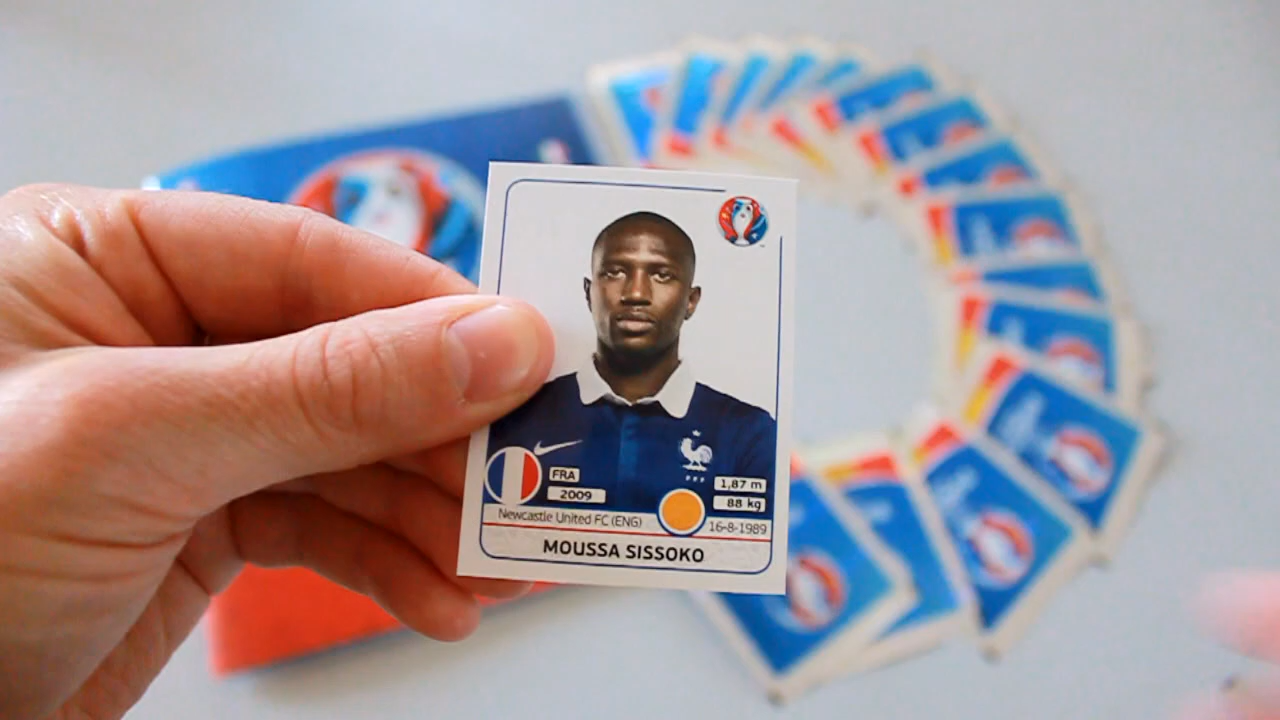 FRA
2009
1,87 m
88 kg
Newcastle United FC (ENG)
16-8-1989
MOUSSA SISSOKO